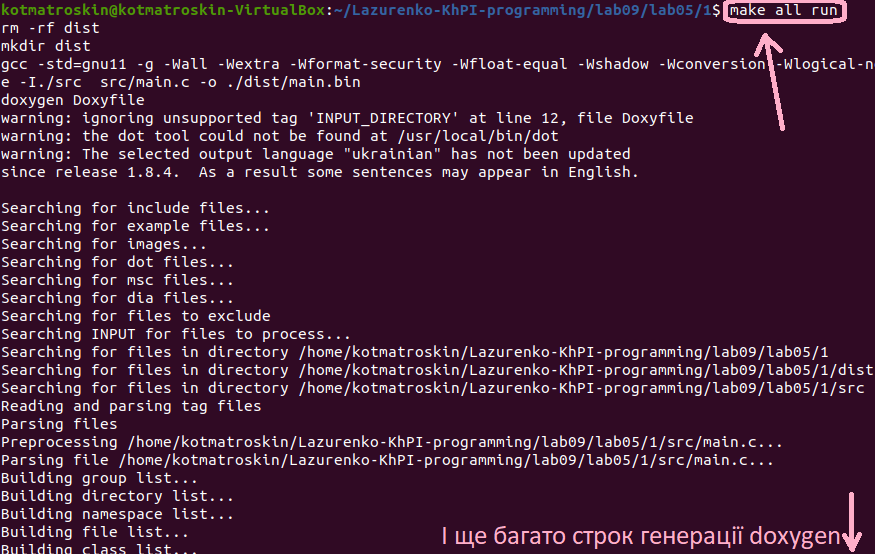 kotmatroskin@kotmatroskin-VirtualBox:~/Lazurenko-KhPI-programming/lab09/lab05/1$ make all run
rm -rf dist
mkdir dist
gcc -std=gnu11 -g -Wall -Wextra -Wformat-security -Wfloat-equal -Wshadow -Wconversion -Wlogical-n
e -I./src  src/main.c -o ./dist/main.bin
doxygen Doxyfile
warning: ignoring unsupported tag 'INPUT_DIRECTORY' at line 12, file Doxyfile
warning: the dot tool could not be found at /usr/local/bin/dot
warning: The selected output language "ukrainian" has not been updated
since release 1.8.4.  As a result some sentences may appear in English.
Searching for include files...
Searching for example files...
Searching for images...
Searching for dot files...
Searching for msc files...
Searching for dia files...
Searching for files to exclude
Searching INPUT for files to process...
Searching for files in directory /home/kotmatroskin/Lazurenko-KhPI-programming/lab09/lab05/1
Searching for files in directory /home/kotmatroskin/Lazurenko-KhPI-programming/lab09/lab05/1/dist
Searching for files in directory /home/kotmatroskin/Lazurenko-KhPI-programming/lab09/lab05/1/src
Reading and parsing tag files
Parsing files
Preprocessing /home/kotmatroskin/Lazurenko-KhPI-programming/lab09/lab05/1/src/main.c...
Parsing file /home/kotmatroskin/Lazurenko-KhPI-programming/lab09/lab05/1/src/main.c...
Building group list...
Building directory list...
Building namespace list...
Building file list...
Building class list...
І ще багато строк генерації doxygen